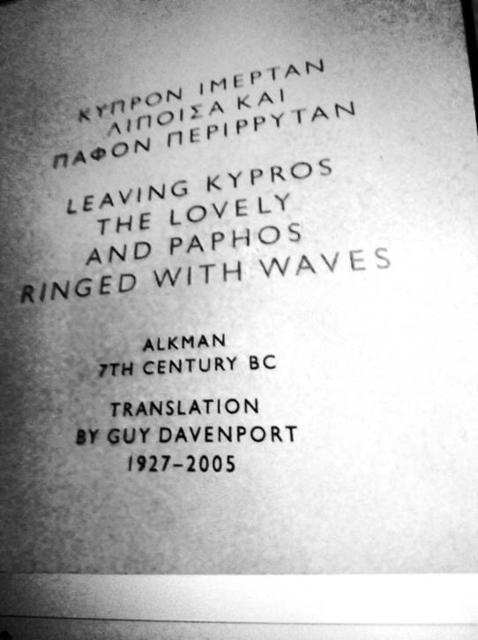 ΚΥΠΡΟΝ ΙΜΕΡΤΑΝ
ΛΙΠΟΙΣΑ ΚΑΙ
ΠΑΦΟΝ ΠΕΡΙΡΡΥΤΑΝ
LEAVING KYPROS
THE LOVELY
AND PAPHOS
RINGED WITH WAVES
ALKMAN
7TH CENTURY BC
TRANSLATION
BY GUY DAVENPORT
1927–2005